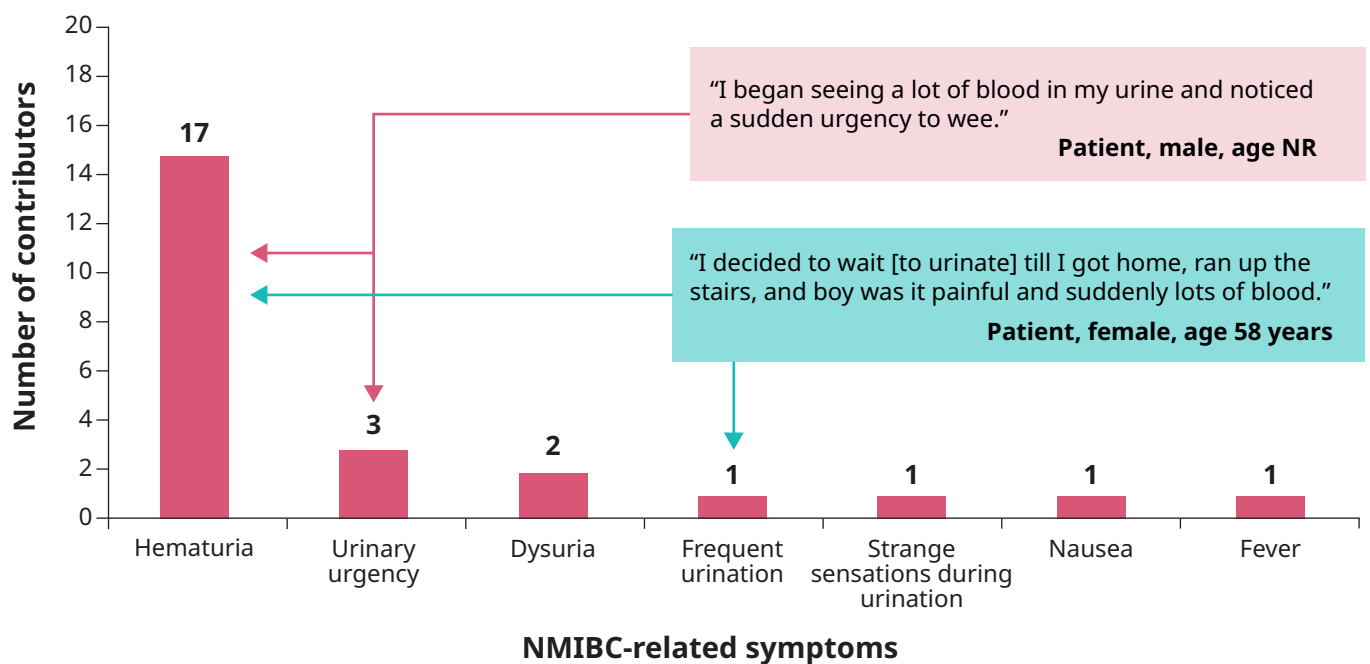 Number of contributors
20
18
16
14
12
10
8
6
4
2
0
17
3
2
1
1
1
1
“I began seeing a lot of blood in my urine and noticed
a sudden urgency to wee.”
Patient, male, age NR
“I decided to wait [to urinate] till I got home, ran up the
stairs, and boy was it painful and suddenly lots of blood.”
Patient, female, age 58 years
Hematuria
Urinary
urgency
Dysuria
Frequent
urination
Strange
sensations during
urination
Nausea
Fever
NMIBC-related symptoms